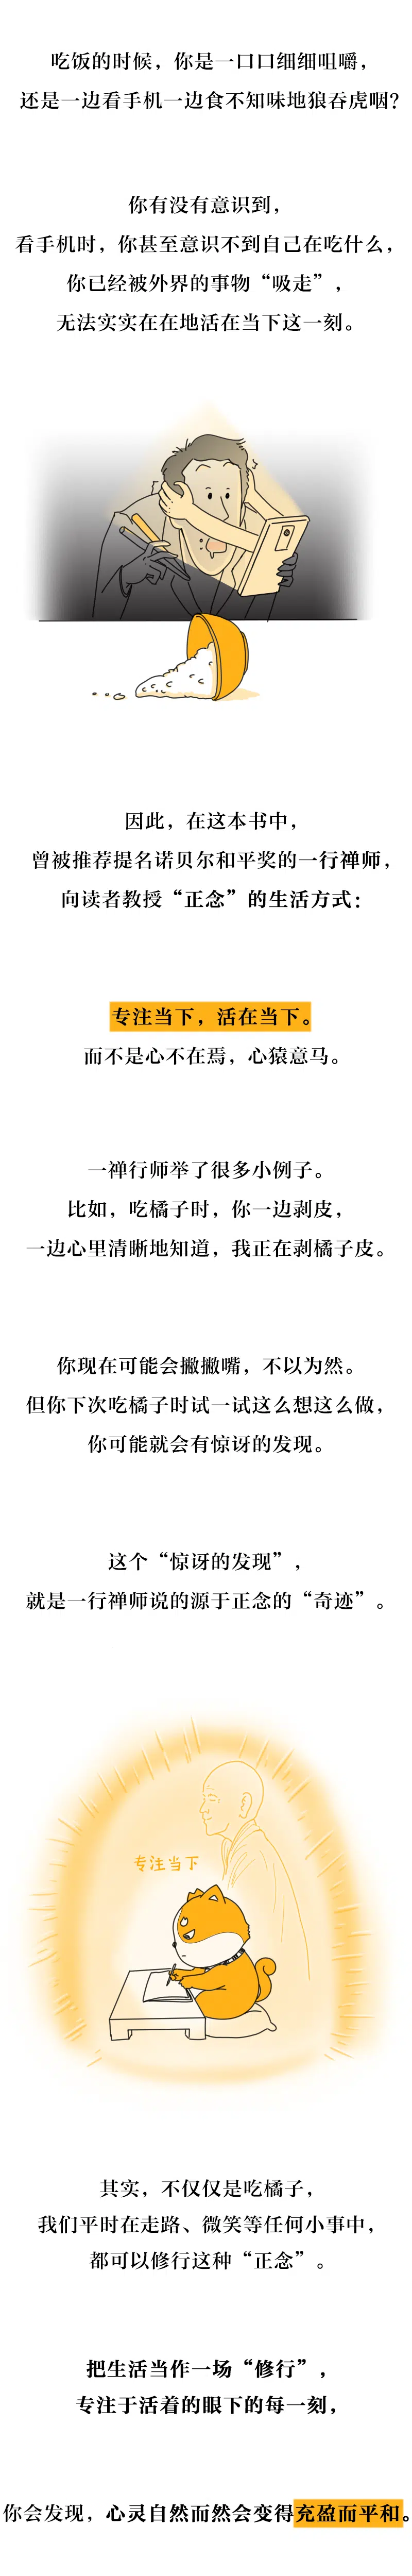 吃饭的时候，你是一口口细细咀嚼，
还是一边看手机一边食不知味地狼吞虎咽？
你有没有意识到，
看手机时，你甚至意识不到自己在吃什么，
你已经被外界的事物“吸走”，
无法实实在在地活在当下这一刻。
因此，在这本书中，
曾被推荐提名诺贝尔和平奖的一行禅师，
向读者教授“正念”的生活方式：
专注当下，活在当下。
而不是心不在焉，心猿意马。
一禅行师举了很多小例子。
比如，吃橘子时，你一边剥皮，
一边心里清晰地知道，我正在剥橘子皮。
你现在可能会撇撇嘴，不以为然。
但你下次吃橘子时试一试这么想这么做，
你可能就会有惊讶的发现。
这个“惊讶的发现”，
就是一行禅师说的源于正念的“奇迹”。
专注当下
其实，不仅仅是吃橘子，
我们平时在走路、微笑等任何小事中，
都可以修行这种“正念”。
把生活当作一场“修行”，
专注于活着的眼下的每一刻，
你会发现，心灵自然而然会变得充盈而平和。